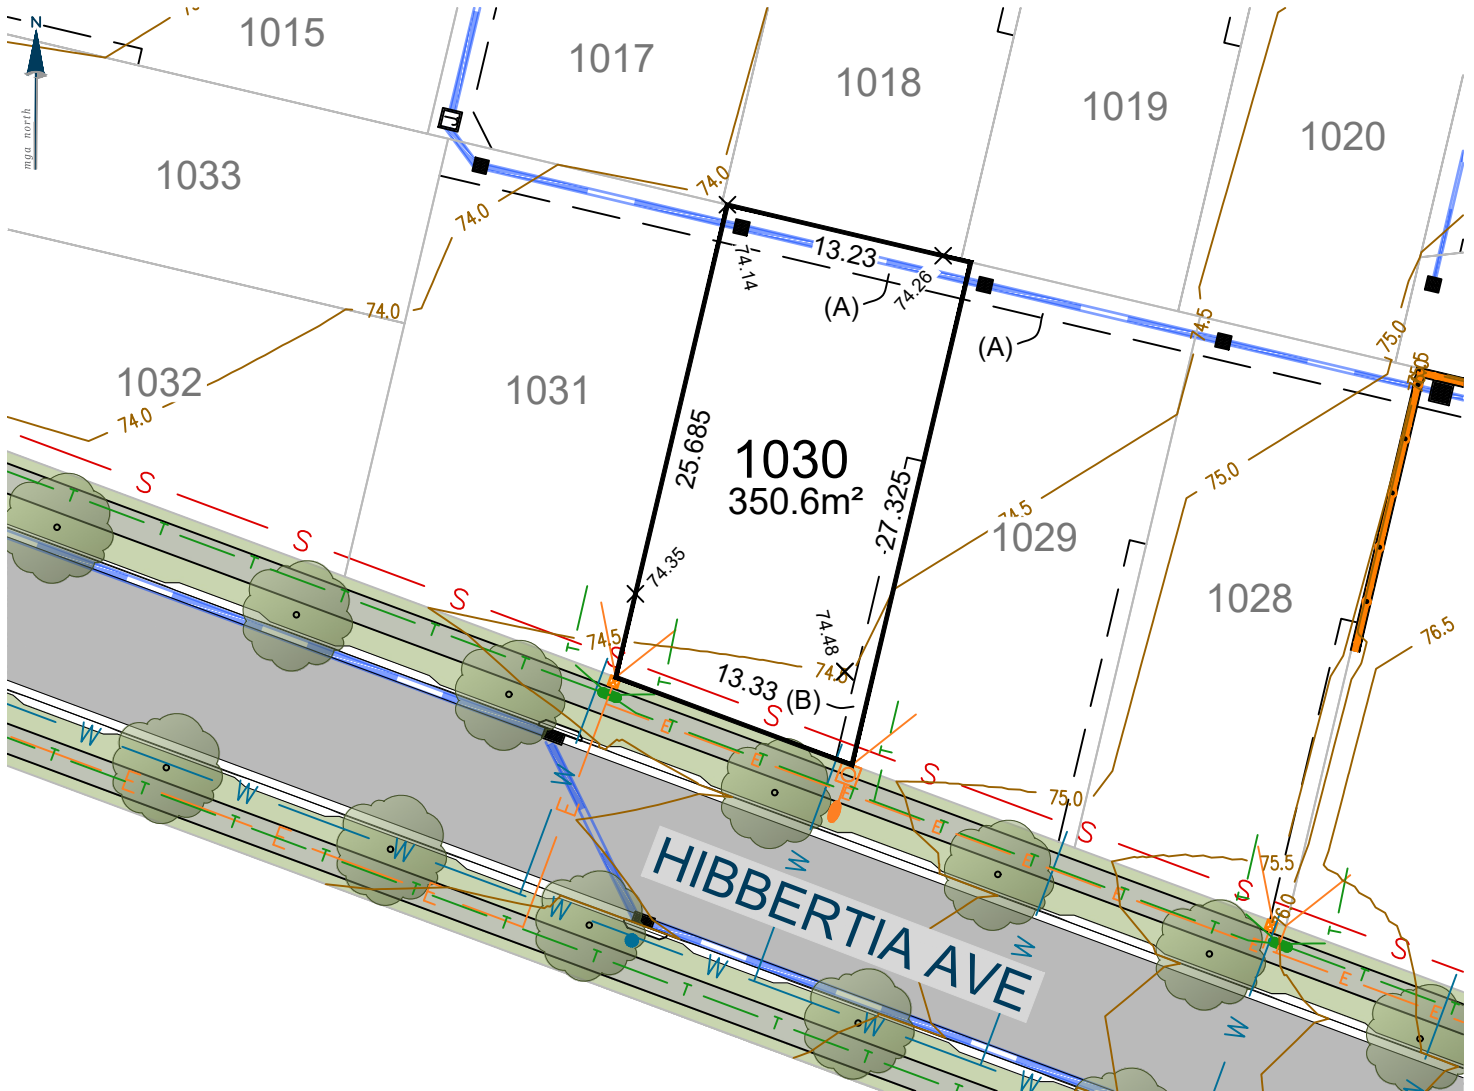 N
mga north
1015
1017
1018
1019
1020
1033
74.0
74.0
13.23
74.14
74.26
(A)
(A)
74.5
75.0
75.5
74.0
1032
1031
74.0
25.685
1030
350.6m²
27.325
74.5
1029
75.0
1028
76.5
S
S
S
S
S
S
S
S
S
74.35
74.48
74.5
74.5
13.33
(B)
75.0
75.5
76.0
W
W
W
W
W
W
W
W
W
W
W
E
E
E
E
E
E
E
E
E
T
T
T
T
T
T
T
T
HIBBERTIA AVE